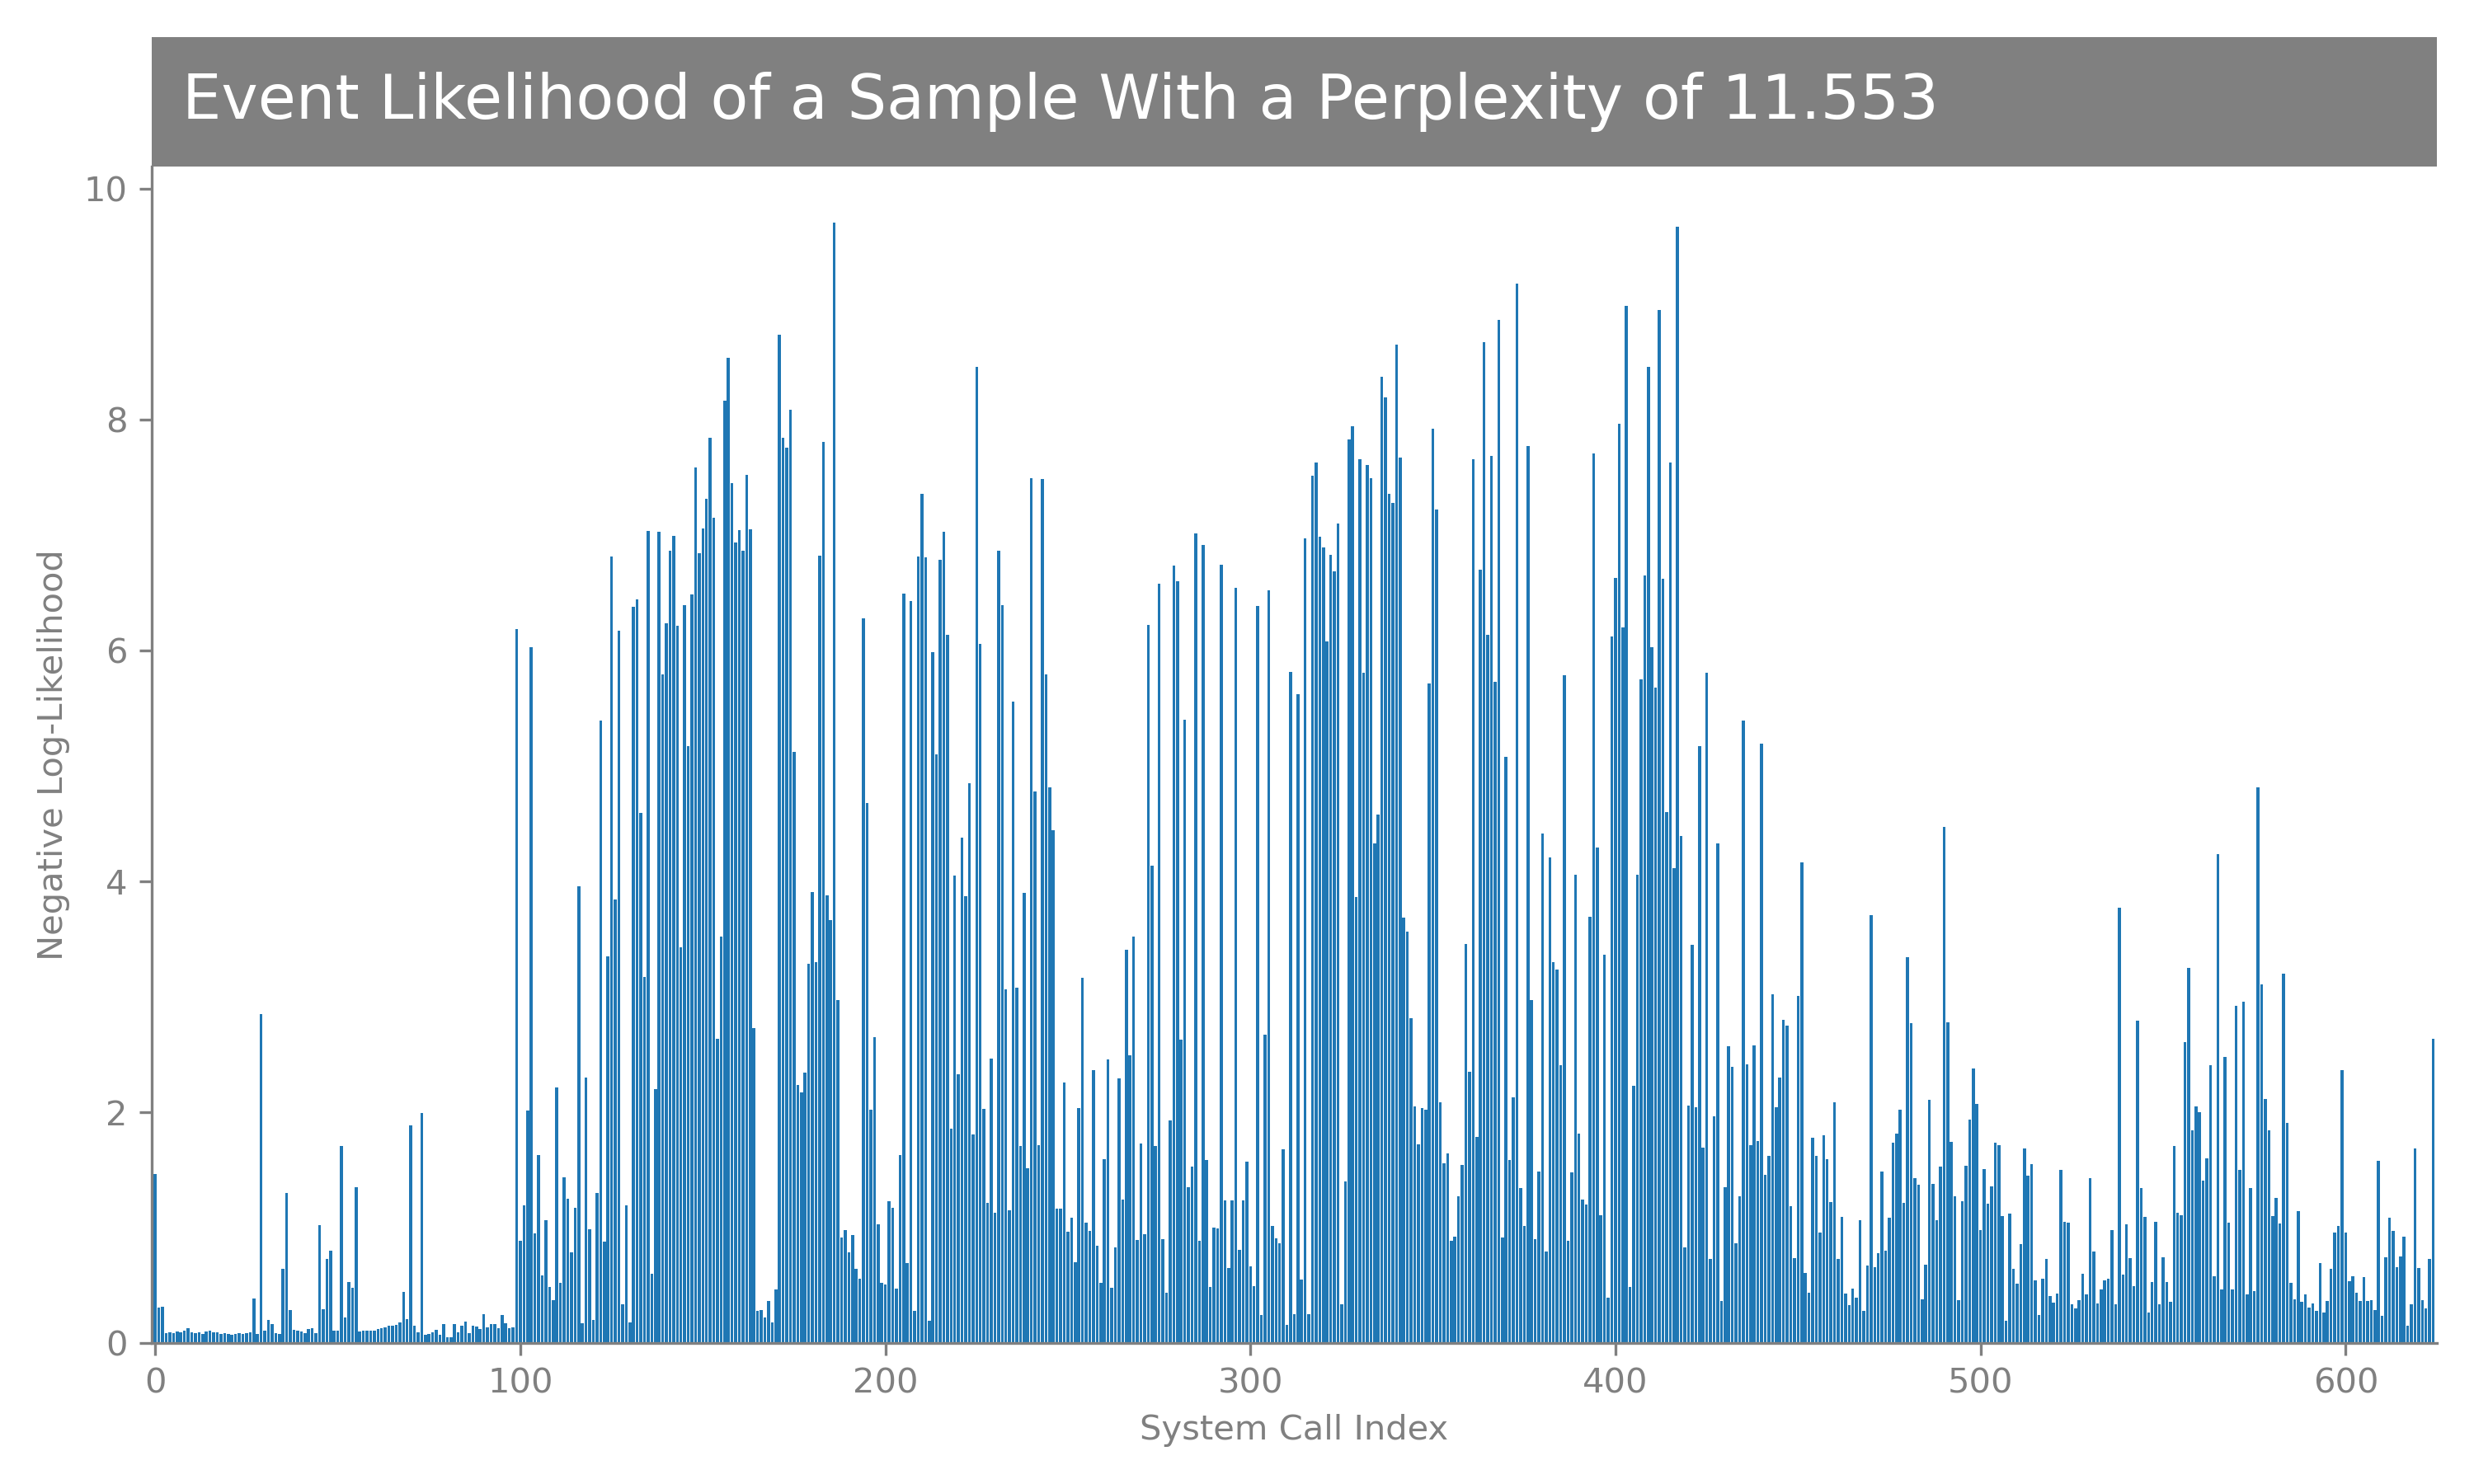 Event Likelihood of a Sample With a Perplexity of 11.553
10
8
6
4
2
0
Negative Log-Likelihood
0 100 200 300 400 500 600
System Call Index